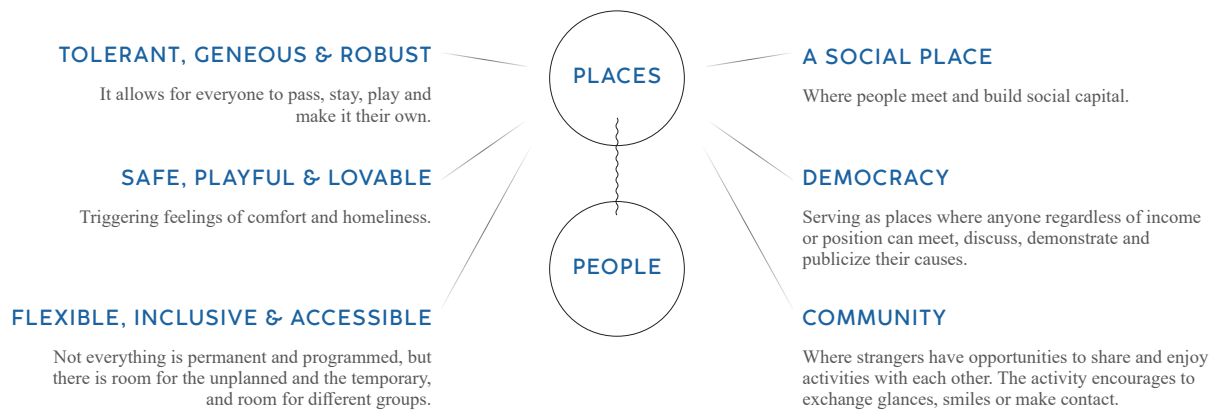 TOLERANT, GENEOUS & ROBUST
It allows for everyone to pass, stay, play and
make it their own.
SAFE, PLAYFUL & LOVABLE
Triggering feelings of comfort and homeliness.
FLEXIBLE, INCLUSIVE & ACCESSIBLE
Not everything is permanent and programmed, but
there is room for the unplanned and the temporary,
and room for different groups.
PLACES
PEOPLE
A SOCIAL PLACE
Where people meet and build social capital.
DEMOCRACY
Serving as places where anyone regardless of income
or position can meet, discuss, demonstrate and
publicize their causes.
COMMUNITY
Where strangers have opportunities to share and enjoy
activities with each other. The activity encourages to
exchange glances, smiles or make contact.